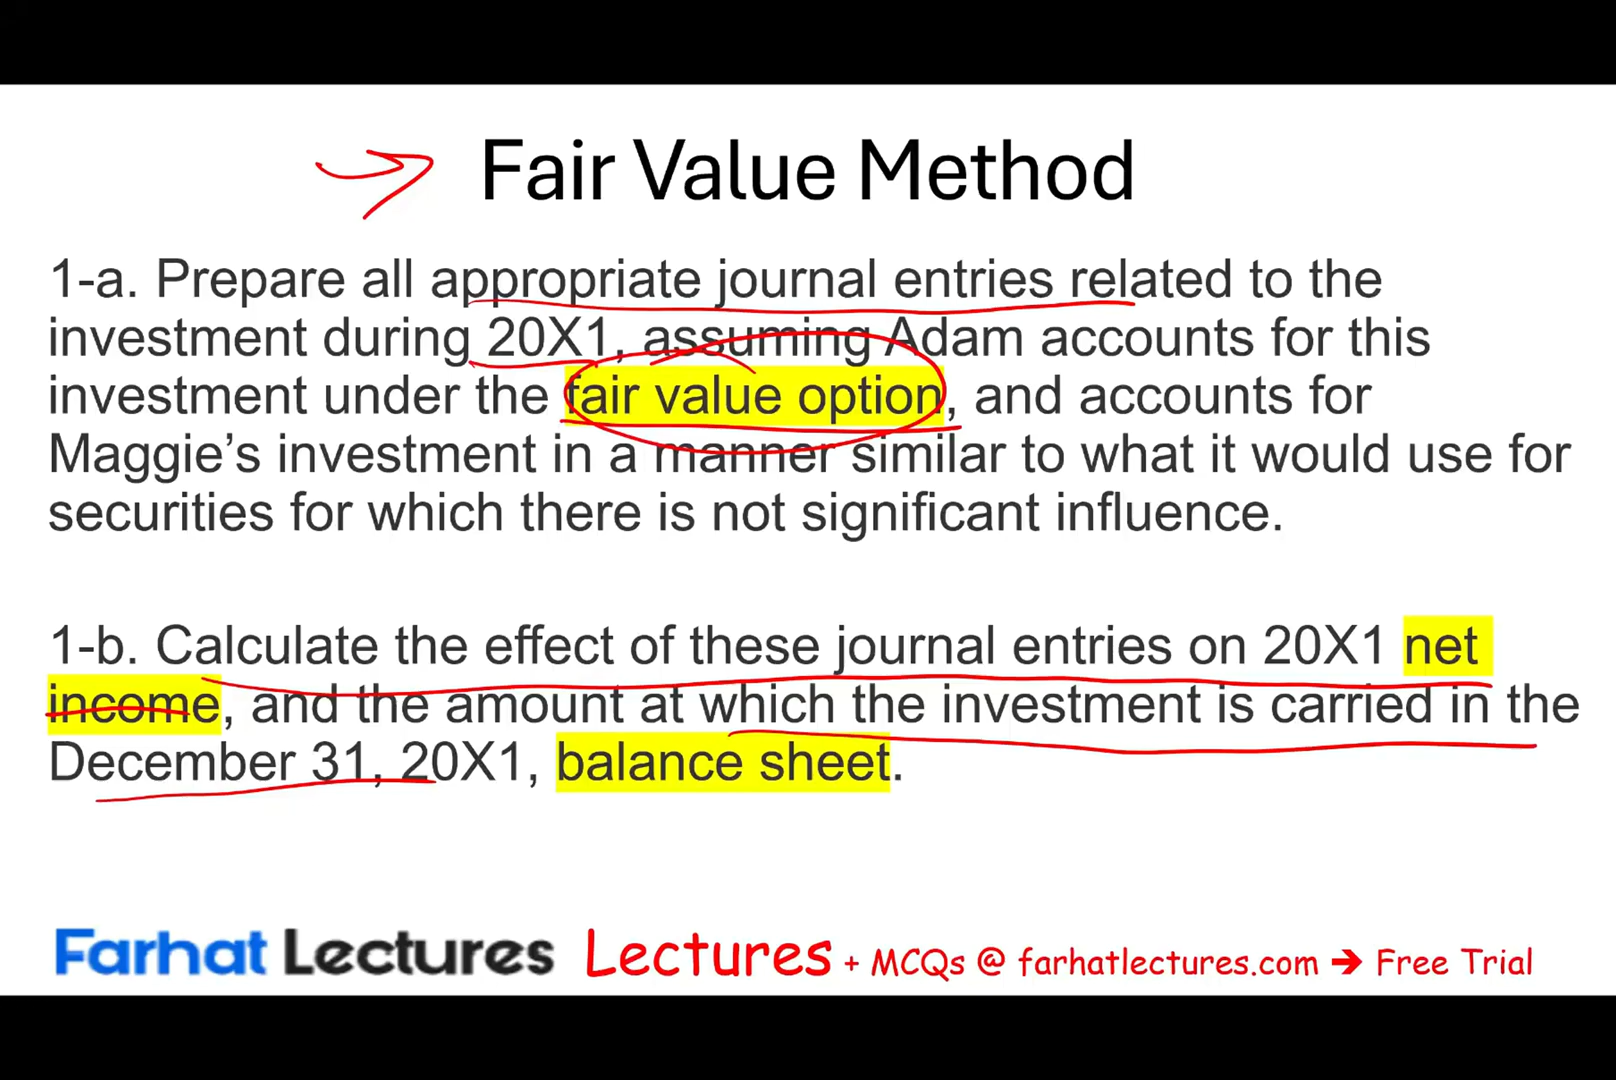 Fair Value Method
1-a. Prepare all appropriate journal entries related to the
investment during 20X1, assuming Adam accounts for this
investment under the fair value option, and accounts for
Maggie’s investment in a manner similar to what it would use for
securities for which there is not significant influence.
1-b. Calculate the effect of these journal entries on 20X1 net
income, and the amount at which the investment is carried in the
December 31, 20X1, balance sheet.
Farhat Lectures Lectures + MCQs @ farhatlectures.com ➔ Free Trial